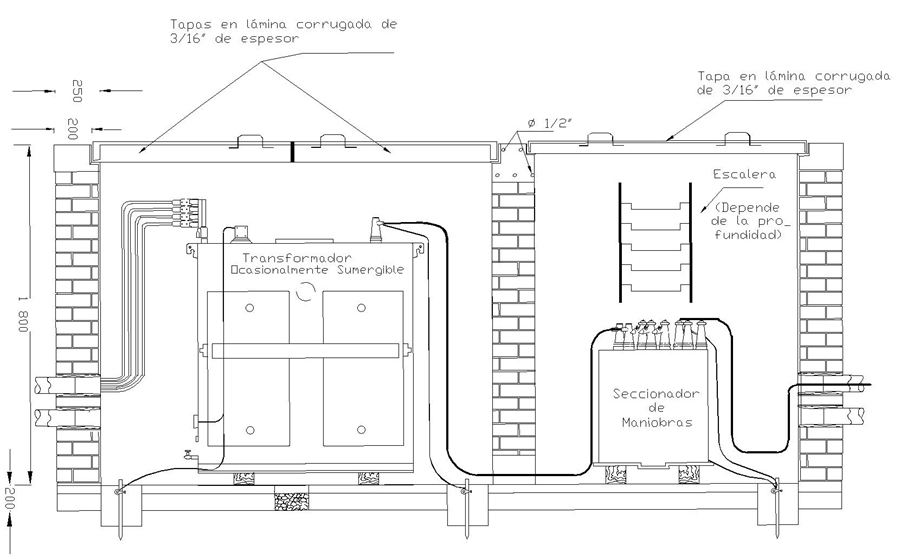 Tapas en lámina corrugada de
3/16" de espesor
Tapa en lámina corrugada
de 3/16" de espesor
250
200
ø 1/2"
Escalera
(Depende
de la pro_
fundidad)
Transformador
Ocasionalmente Sumergible
1 800
Seccionador
de
Maniobras
200